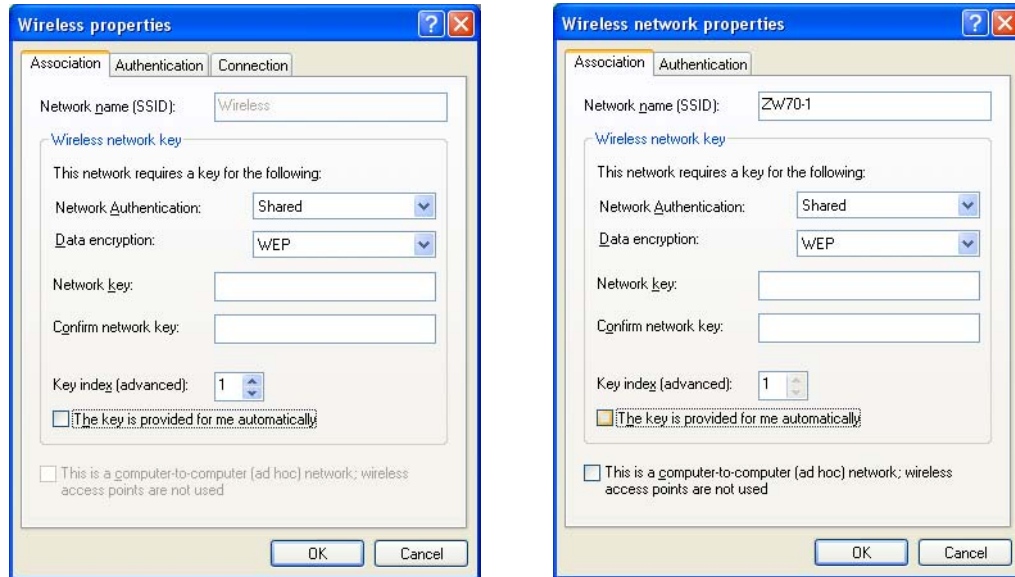 Wireless properties
Association Authentication Connection
Network name (SSID): Wireless
Wireless network key
This network requires a key for the following:
Network Authentication: Shared
Data encryption: WEP
Network key:
Confirm network key:
Key index (advanced): 1
The key is provided for me automatically
This is a computer-to-computer (ad hoc) network; wireless
access points are not used
OK Cancel
Wireless network properties
Association Authentication
Network name (SSID): ZW70-1
Wireless network key
This network requires a key for the following:
Network Authentication: Shared
Data encryption: WEP
Network key:
Confirm network key:
Key index (advanced): 1
The key is provided for me automatically
This is a computer-to-computer (ad hoc) network; wireless
access points are not used
OK Cancel